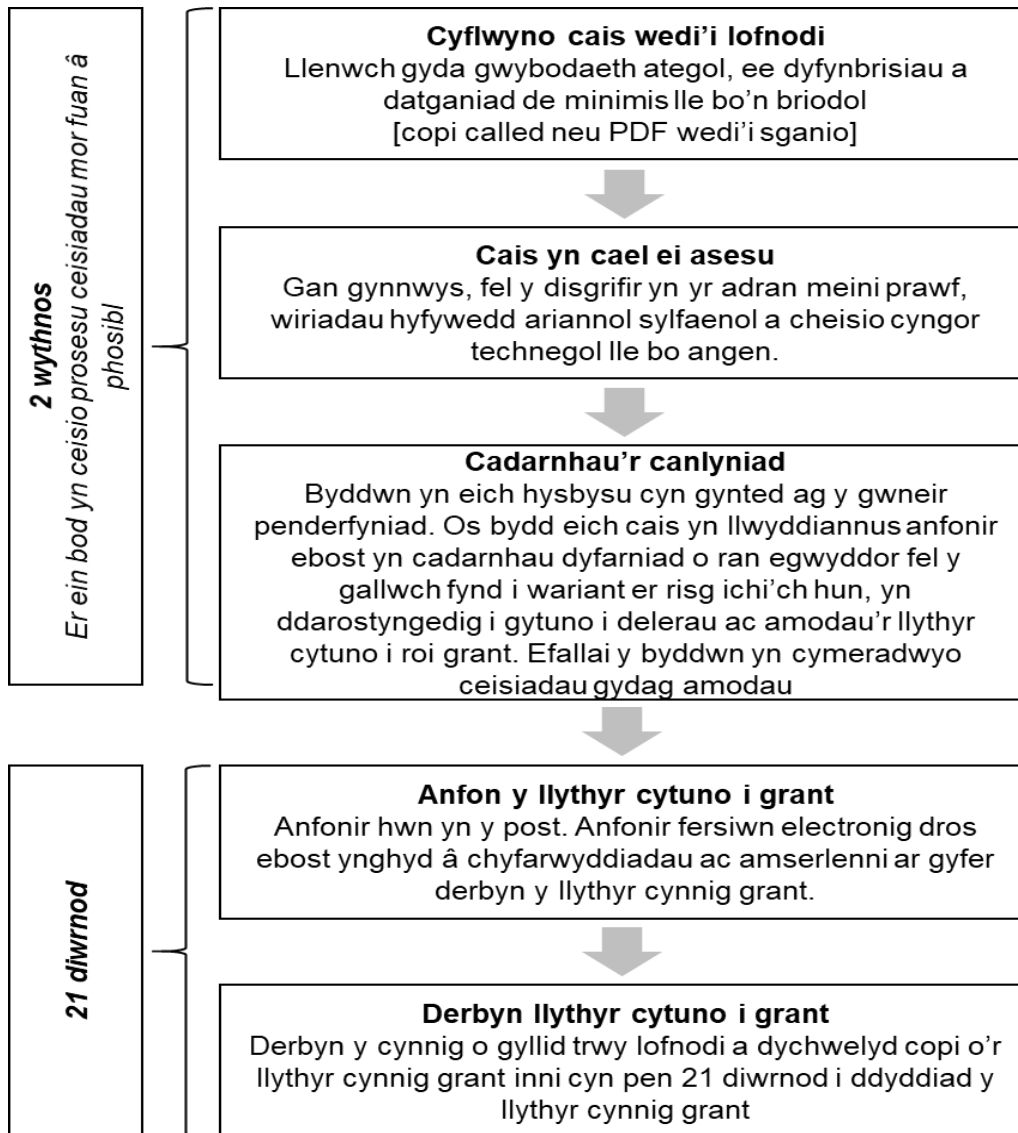 2 wythnos
Er ein bod yn ceisio prosesu ceisiadau mor fuan â
phosibl
Cyflwyno cais wedi’i lofnodi
Llenwch gyda gwybodaeth ategol, ee dyfynbrisiau a
datganiad de minimis lle bo’n briodol
[copi called neu PDF wedi’i sganio]
Cais yn cael ei asesu
Gan gynnwys, fel y disgrifir yn yr adran meini prawf,
wiriadau hyfywedd ariannol sylfaenol a cheisio cyngor
technegol lle bo angen.
Cadarnhau’r canlyniad
Byddwn yn eich hysbysu cyn gynted ag y gwneir
penderfyniad. Os bydd eich cais yn llwyddiannus anfonir
ebost yn cadarnhau dyfarniad o ran egwyddor fel y
gallwch fynd i wariant er risg ichi’ch hun, yn
ddarostyngedig i gytuno i delerau ac amodau’r llythyr
cytuno i roi grant. Efallai y byddwn yn cymeradwyo
ceisiadau gydag amodau
21 diwrnod
Anfon y llythyr cytuno i grant
Anfonir hwn yn y post. Anfonir fersiwn electronig dros
ebost ynghyd â chyfarwyddiadau ac amserlenni ar gyfer
derbyn y llythyr cynnig grant.
Derbyn llythyr cytuno i grant
Derbyn y cynnig o gyllid trwy lofnodi a dychwelyd copi o’r
llythyr cynnig grant inni cyn pen 21 diwrnod i ddyddiad y
llythyr cynnig grant